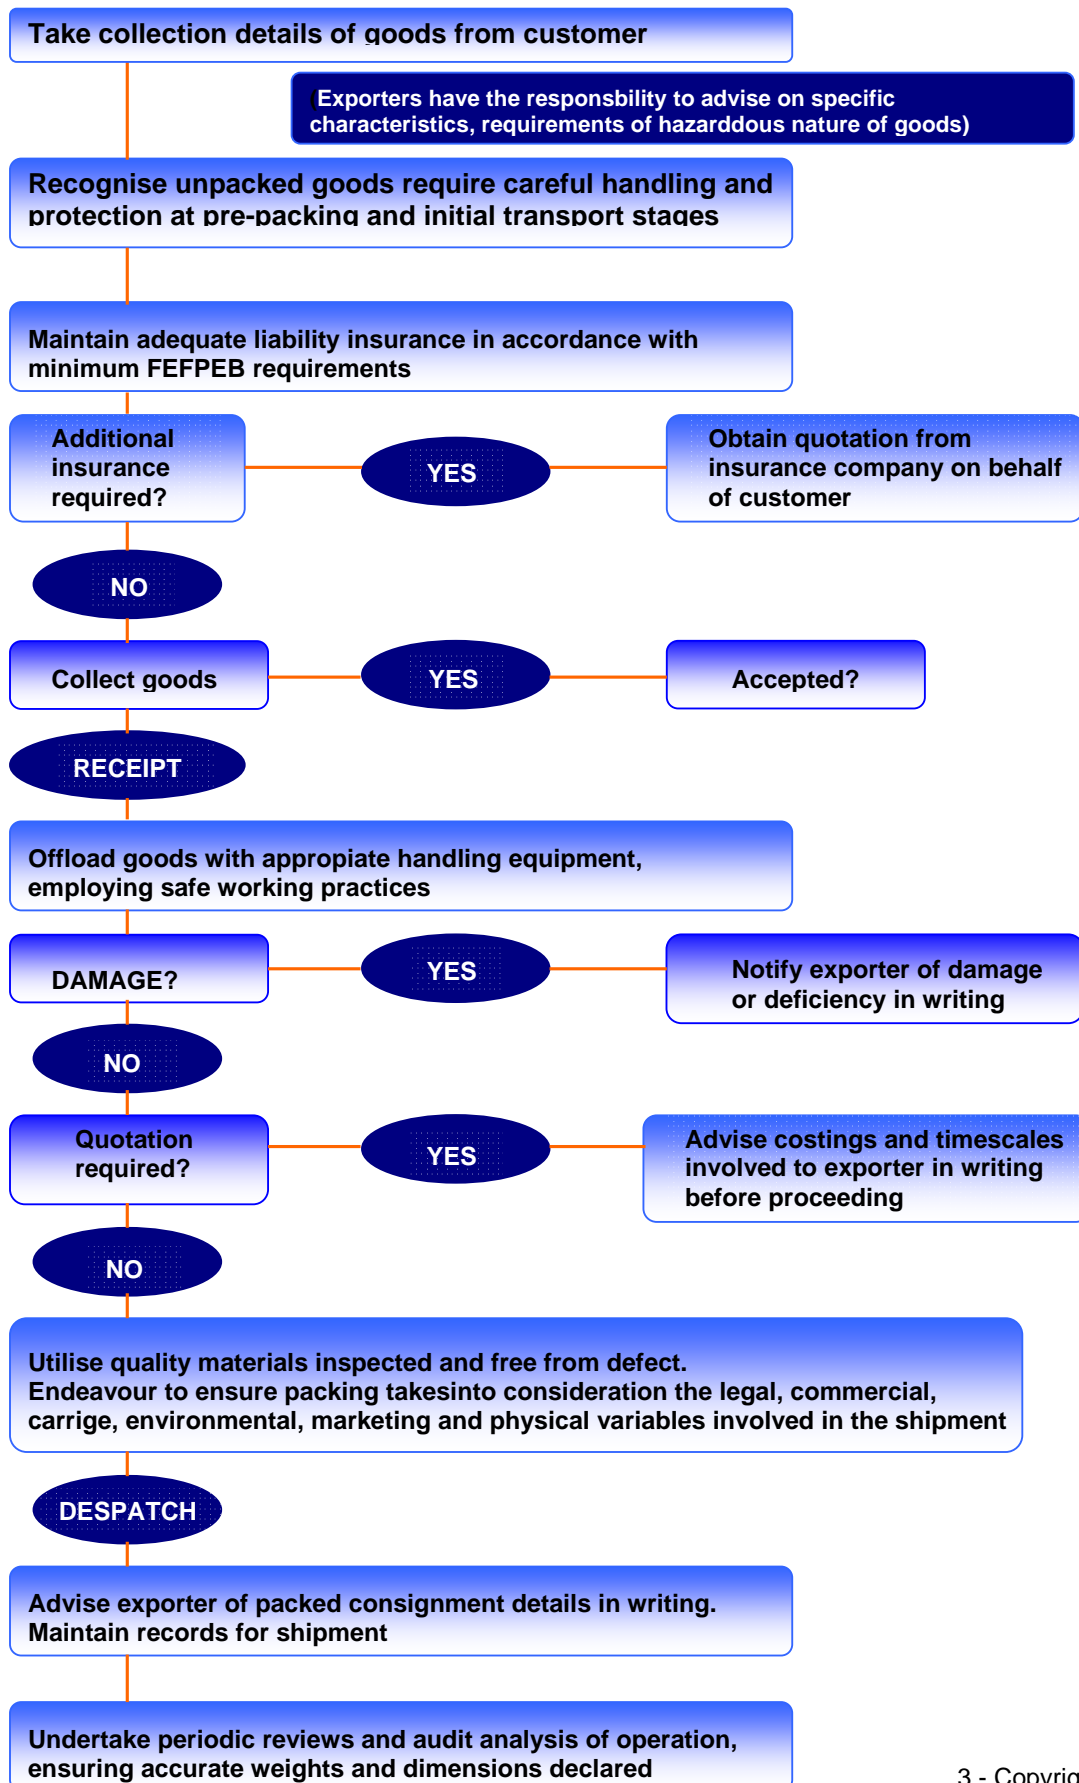 Take collection details of goods from customer
(Exporters have the responsbility to advise on specific
characteristics, requirements of hazarddous nature of goods)
Recognise unpacked goods require careful handling and
protection at pre-packing and initial transport stages
Maintain adequate liability insurance in accordance with
minimum FEFPEB requirements
Additional
insurance
required?
YES
Obtain quotation from
insurance company on behalf
of customer
NO
Collect goods
YES
Accepted?
RECEIPT
Offload goods with appropiate handling equipment,
employing safe working practices
DAMAGE?
YES
Notify exporter of damage
or deficiency in writing
NO
Quotation
required?
YES
Advise costings and timescales
involved to exporter in writing
before proceeding
NO
Utilise quality materials inspected and free from defect.
Endeavour to ensure packing takesinto consideration the legal, commercial,
carrige, environmental, marketing and physical variables involved in the shipment
DESPATCH
Advise exporter of packed consignment details in writing.
Maintain records for shipment
Undertake periodic reviews and audit analysis of operation,
ensuring accurate weights and dimensions declared
3 - Copyrig